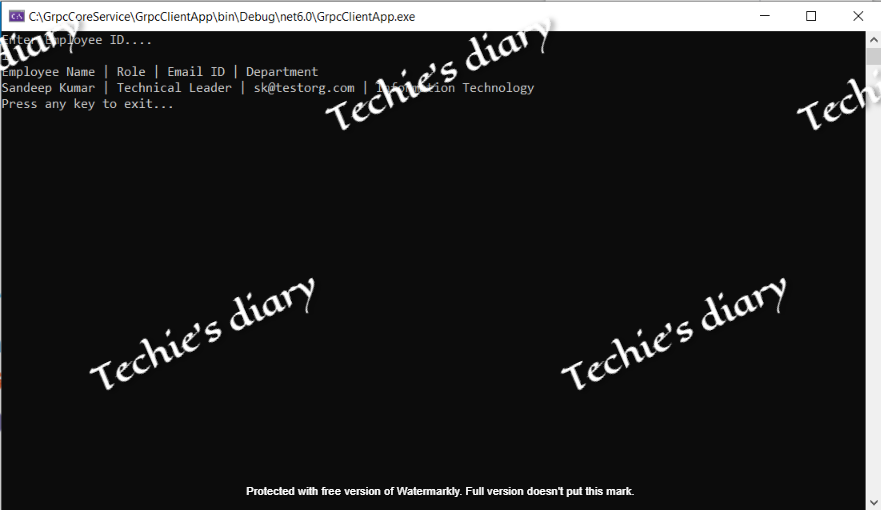 C:\GrpcCoreService\GrpcClientApp\bin\Debug\net6.0\GrpcClientApp.exe
Enter Employee ID....
Employee Name | Role | Email ID | Department
Sandeep Kumar | Technical Leader | sk@testorg.com | Information Technology
Press any key to exit...
diary
Techie's diary
Techie's
Techie's diary
Techie's diary
Protected with free version of Watermarkly. Full version doesn't put this mark.